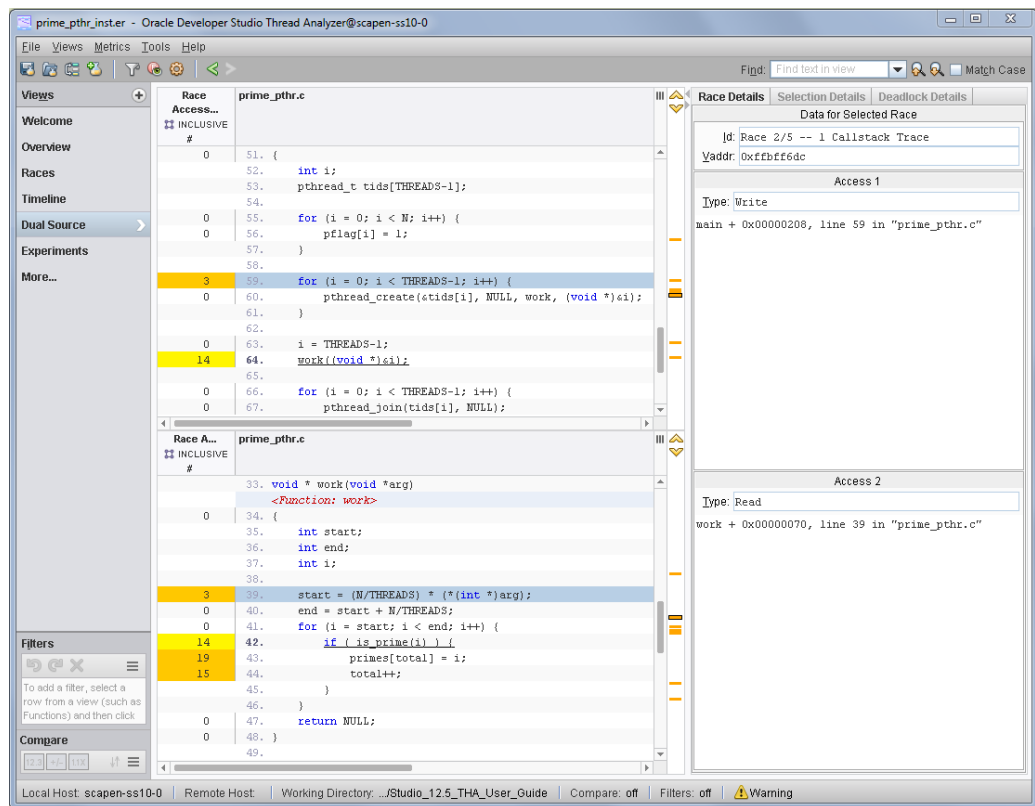 prime_pthr_inst.er - Oracle Developer Studio Thread Analyzer@scapen-ss10-0
File Views Metrics Tools Help
Find: Find text in view Match Case
Views
Welcome
Overview
Races
Timeline
Dual Source
Experiments
More...
Filters
To add a filter, select a
row from a view (such as
Functions) and then click
Compare
12.3 +/- 1.1X
Race
Access...
INCLUSIVE
#
prime_pthr.c
0 51. {
52. int i;
53. pthread_t tids[THREADS-1];
54.
0 55. for (i = 0; i < N; i++) {
0 56. pflag[i] = 1;
57. }
58.
3 59. for (i = 0; i < THREADS-1; i++) {
0 60. pthread_create(&tids[i], NULL, work, (void *)&i);
61. }
62.
0 63. i = THREADS-1;
14 64. work((void *)&i);
65.
0 66. for (i = 0; i < THREADS-1; i++) {
0 67. pthread_join(tids[i], NULL);
Race A...
INCLUSIVE
#
prime_pthr.c
33. void * work(void *arg)
<Function: work>
0 34. {
35. int start;
36. int end;
37. int i;
38.
3 39. start = (N/THREADS) * (*(int *)arg);
0 40. end = start + N/THREADS;
0 41. for (i = start; i < end; i++) {
14 42. if ( is_prime(i) ) {
19 43. primes[total] = i;
15 44. total++;
45. }
46. }
0 47. return NULL;
0 48. }
49.
Race Details Selection Details Deadlock Details
Data for Selected Race
Id: Race 2/5 -- 1 Callstack Trace
Vaddr: 0xffbff6dc
Access 1
Type: Write
main + 0x00000208, line 59 in "prime_pthr.c"
Access 2
Type: Read
work + 0x00000070, line 39 in "prime_pthr.c"
Local Host: scapen-ss10-0 Remote Host: Working Directory: .../Studio_12.5_THA_User_Guide Compare: off Filters: off Warning